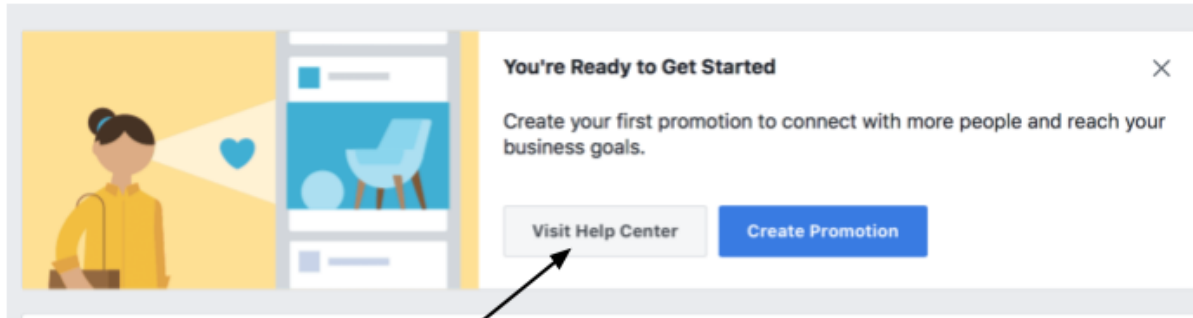 You're Ready to Get Started
Create your first promotion to connect with more people and reach your
business goals.
Visit Help Center
Create Promotion